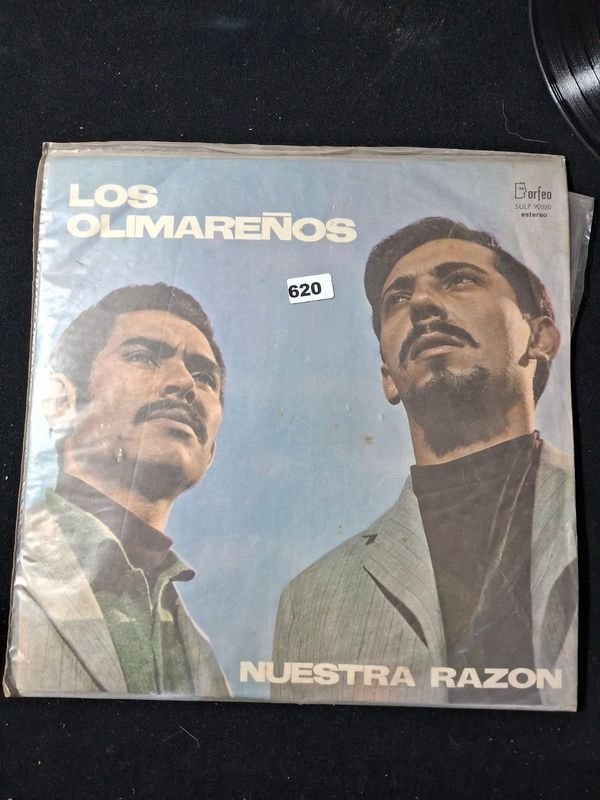 LOS
OLIMAREÑOS
orfeo
SULP 90520
estereo
620
NUESTRA RAZON